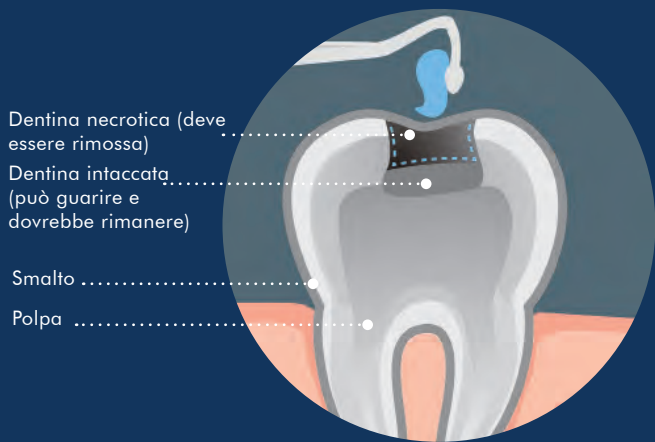 Dentina necrotica (deve
essere rimossa)
Dentina intaccata
(può guarire e
dovrebbe rimanere)
Smalto
Polpa